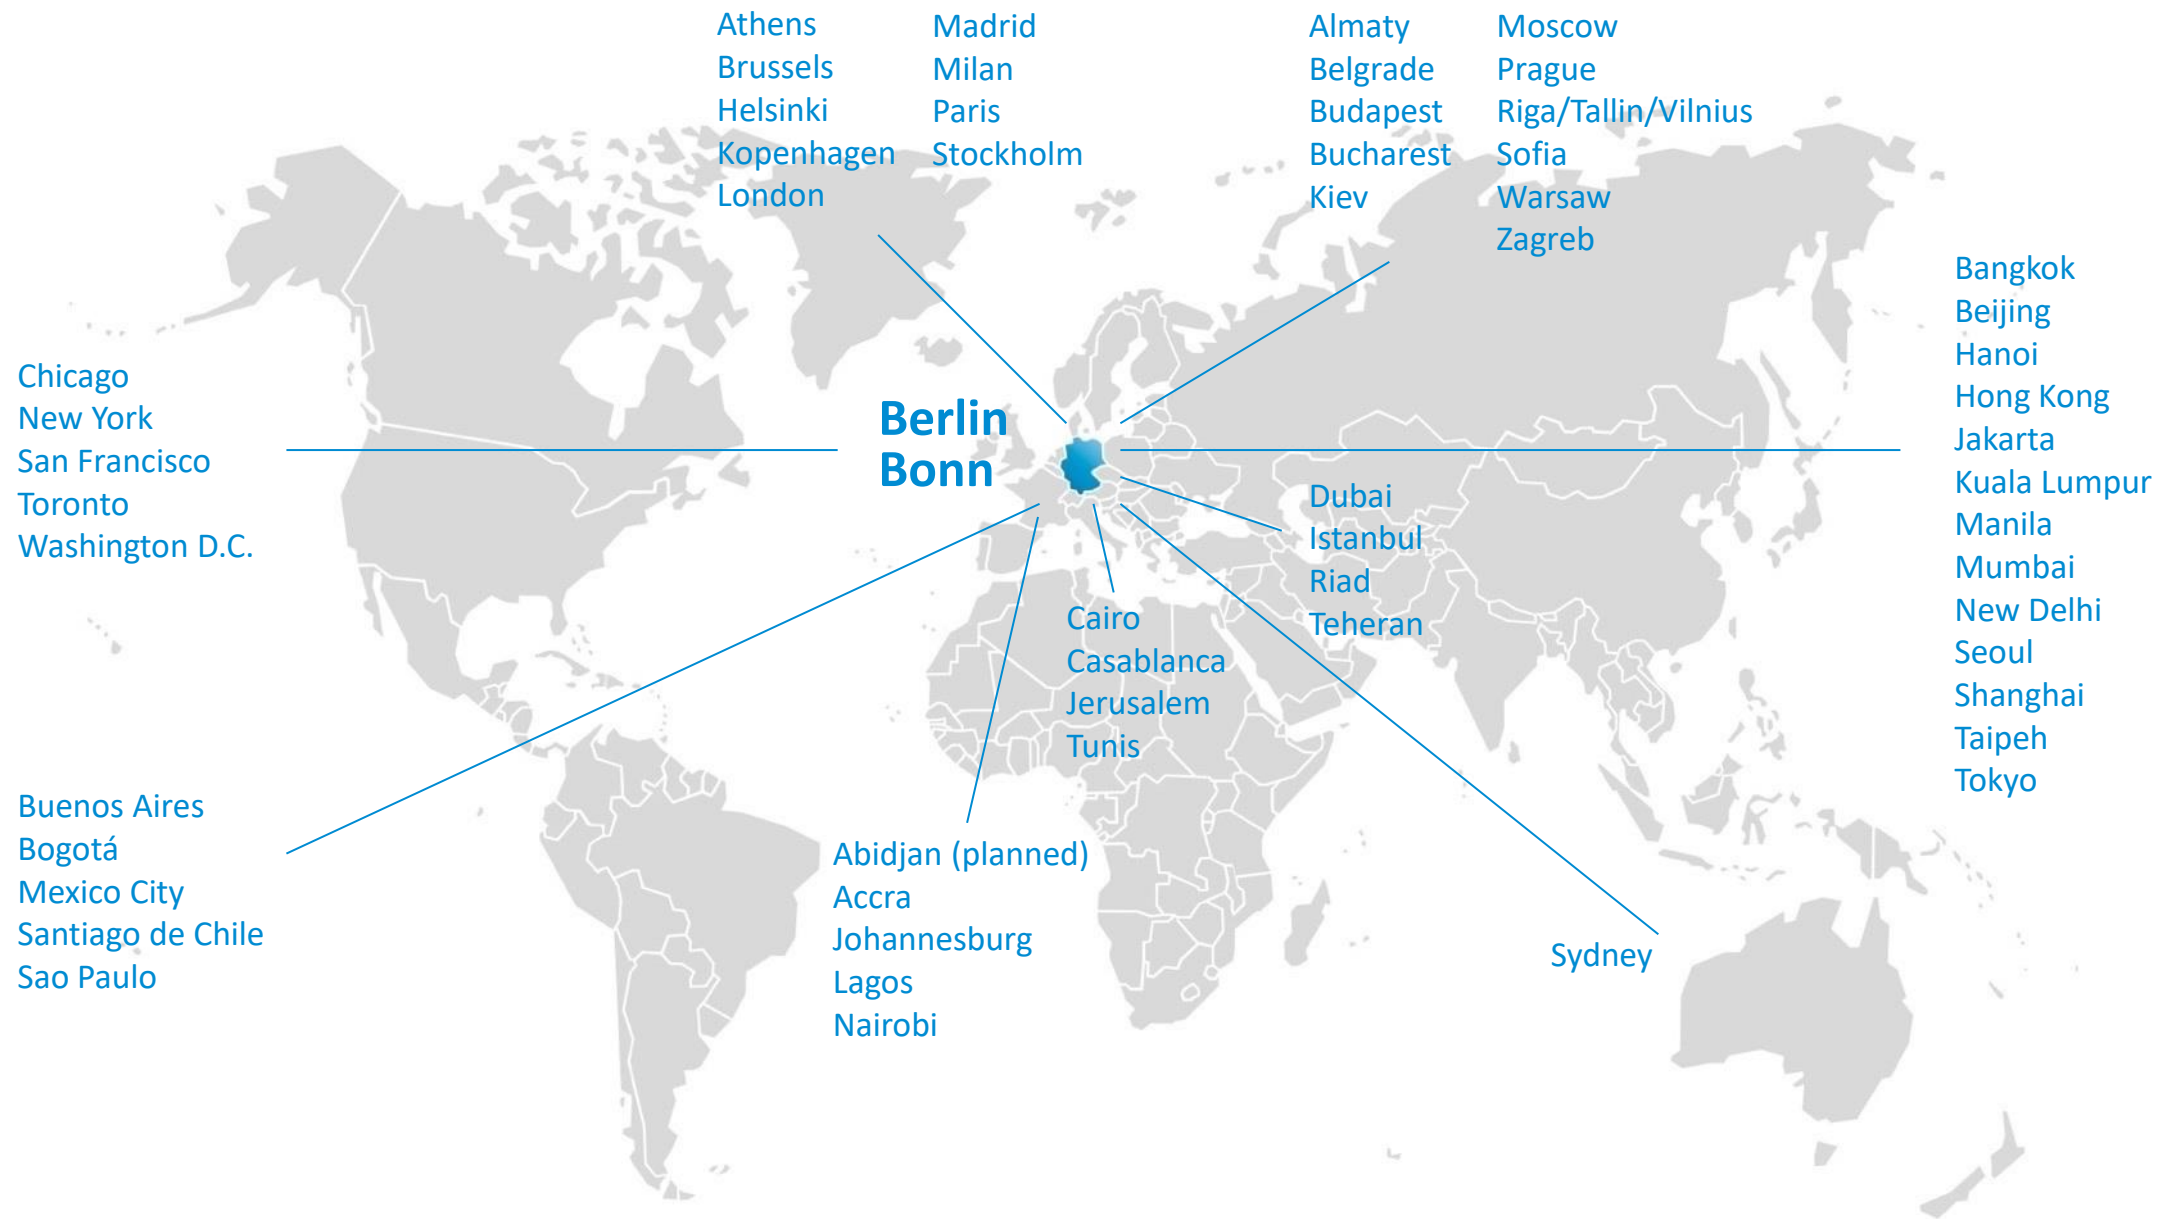 Athens
Brussels
Helsinki
Kopenhagen
London
Madrid
Milan
Paris
Stockholm
Almaty
Belgrade
Budapest
Bucharest
Kiev
Moscow
Prague
Riga/Tallin/Vilnius
Sofia
Warsaw
Zagreb
Bangkok
Beijing
Hanoi
Hong Kong
Jakarta
Kuala Lumpur
Manila
Mumbai
New Delhi
Seoul
Shanghai
Taipeh
Tokyo
Chicago
New York
San Francisco
Toronto
Washington D.C.
Berlin
Bonn
Dubai
Istanbul
Riad
Teheran
Cairo
Casablanca
Jerusalem
Tunis
Buenos Aires
Bogotá
Mexico City
Santiago de Chile
Sao Paulo
Abidjan (planned)
Accra
Johannesburg
Lagos
Nairobi
Sydney